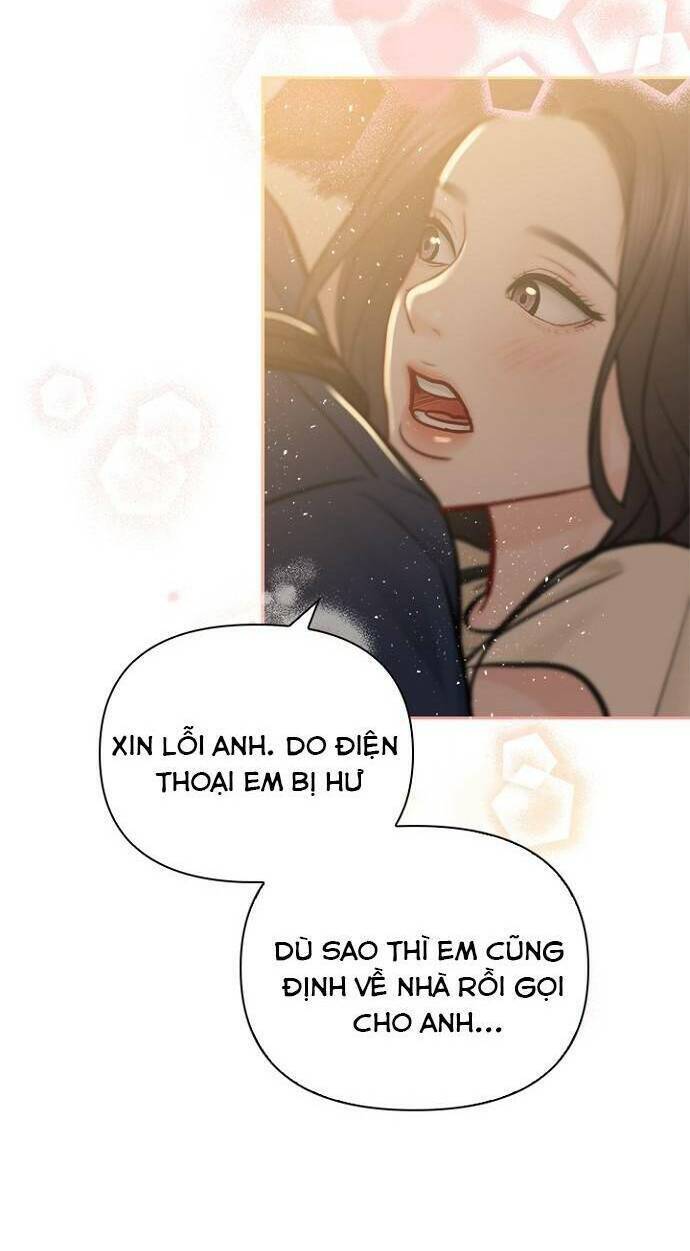 XIN LỖI ANH. DO ĐIỆN
THOẠI EM BỊ HƯ
DÙ SAO THÌ EM CŨNG
ĐỊNH VỀ NHÀ RỒI GỌI
CHO ANH...